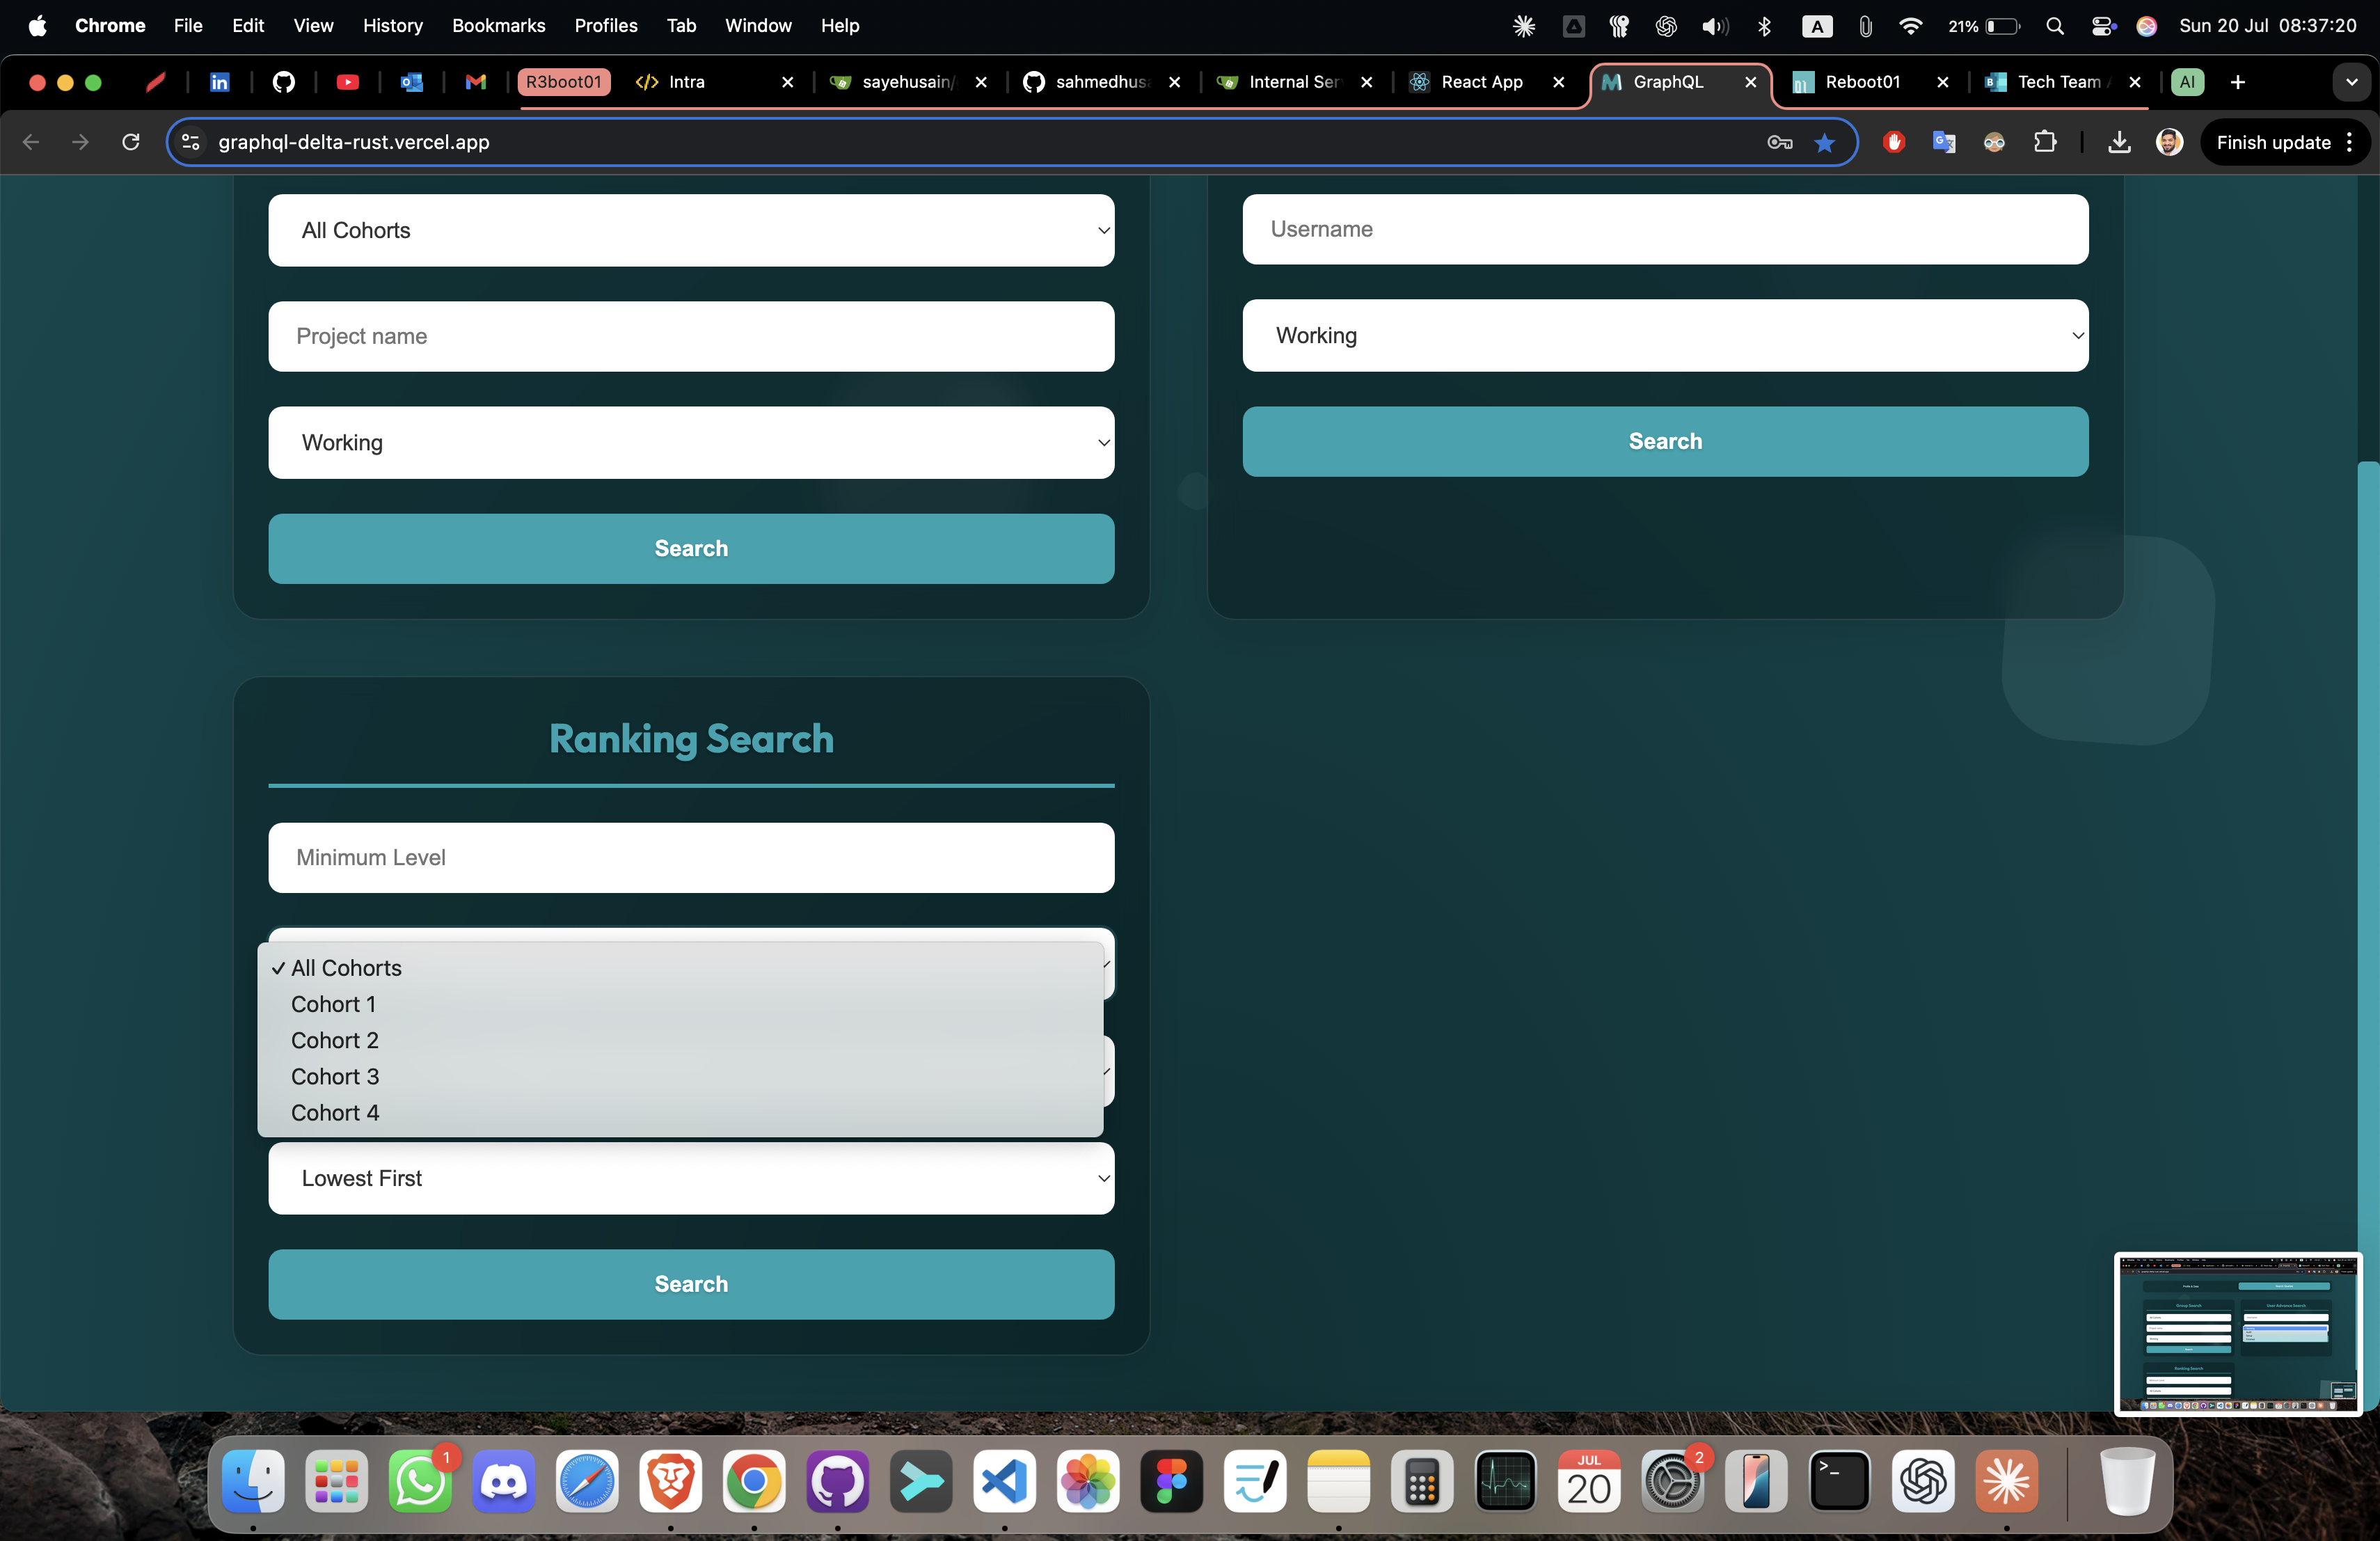 Chrome File Edit View History Bookmarks Profiles Tab Window Help
A 21% Sun 20 Jul 08:37:20
R3boot01 Intra sayehusain/ sahmedhusa Internal Ser React App GraphQL Reboot01 Tech Team AI
graphql-delta-rust.vercel.app
Finish update
All Cohorts
Project name
Working
Search
Username
Working
Search
Ranking Search
Minimum Level
✓ All Cohorts
Cohort 1
Cohort 2
Cohort 3
Cohort 4
Lowest First
Search
1
JUL
20
2